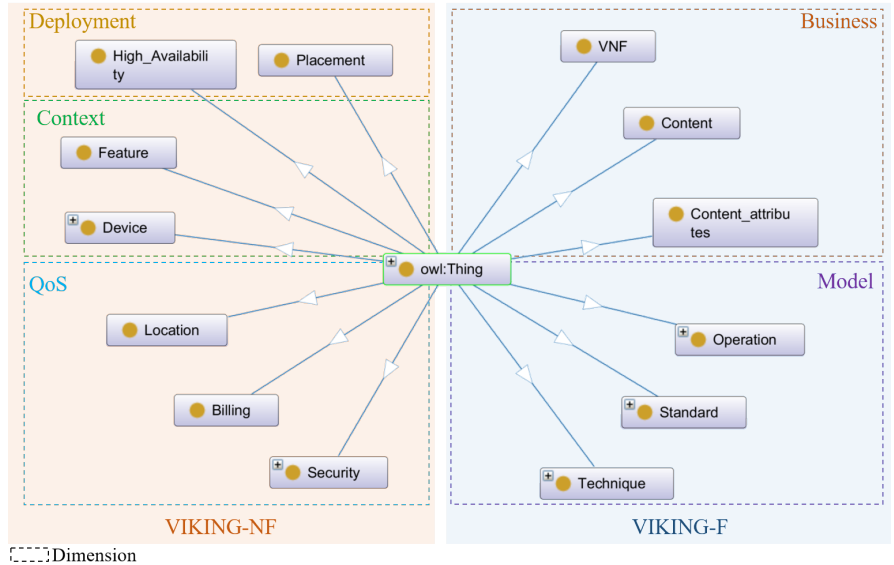 Deployment
High_Availabili
ty
Placement
Context
Feature
Device
QoS
Location
Billing
Security
VIKING-NF
owl:Thing
Business
VNF
Content
Content_attribu
tes
Model
Operation
Standard
Technique
VIKING-F
Dimension